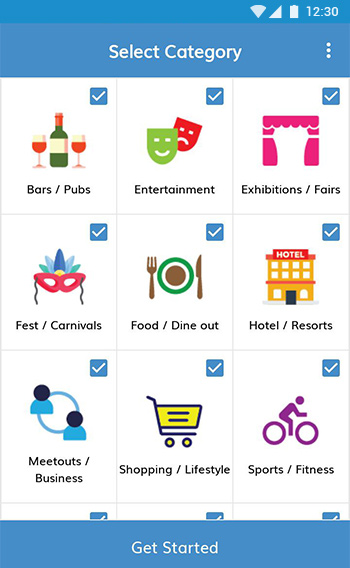 12:30
Select Category
Bars / Pubs
Entertainment
Exhibitions / Fairs
Fest / Carnivals
Food / Dine out
HOTEL
Hotel / Resorts
Meetouts /
Business
Shopping / Lifestyle
Sports / Fitness
Get Started